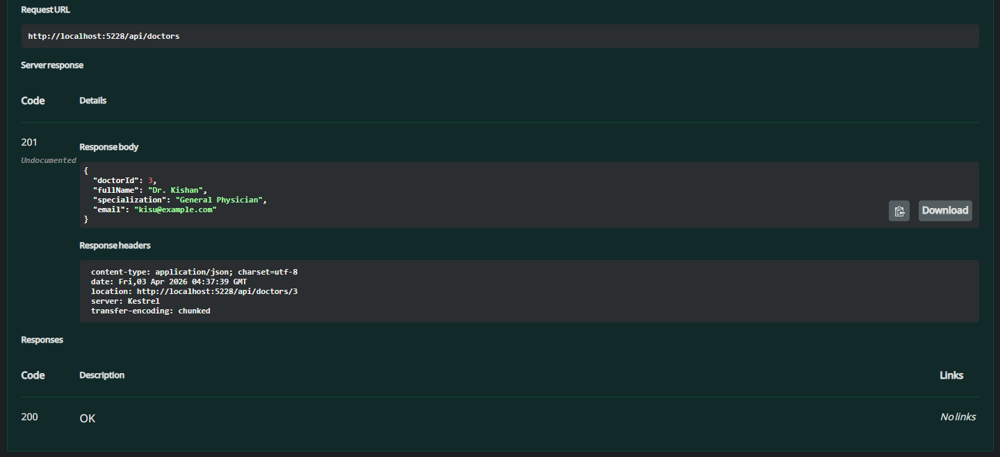 Request URL
http://localhost:5228/api/doctors
Server response
Code Details
201
Undocumented
Response body
{
  "doctorId": 3,
  "fullName": "Dr. Kishan",
  "specialization": "General Physician",
  "email": "kisu@example.com"
}
Download
Response headers
content-type: application/json; charset=utf-8
date: Fri,03 Apr 2026 04:37:39 GMT
location: http://localhost:5228/api/doctors/3
server: Kestrel
transfer-encoding: chunked
Responses
Code Description Links
200 OK No links